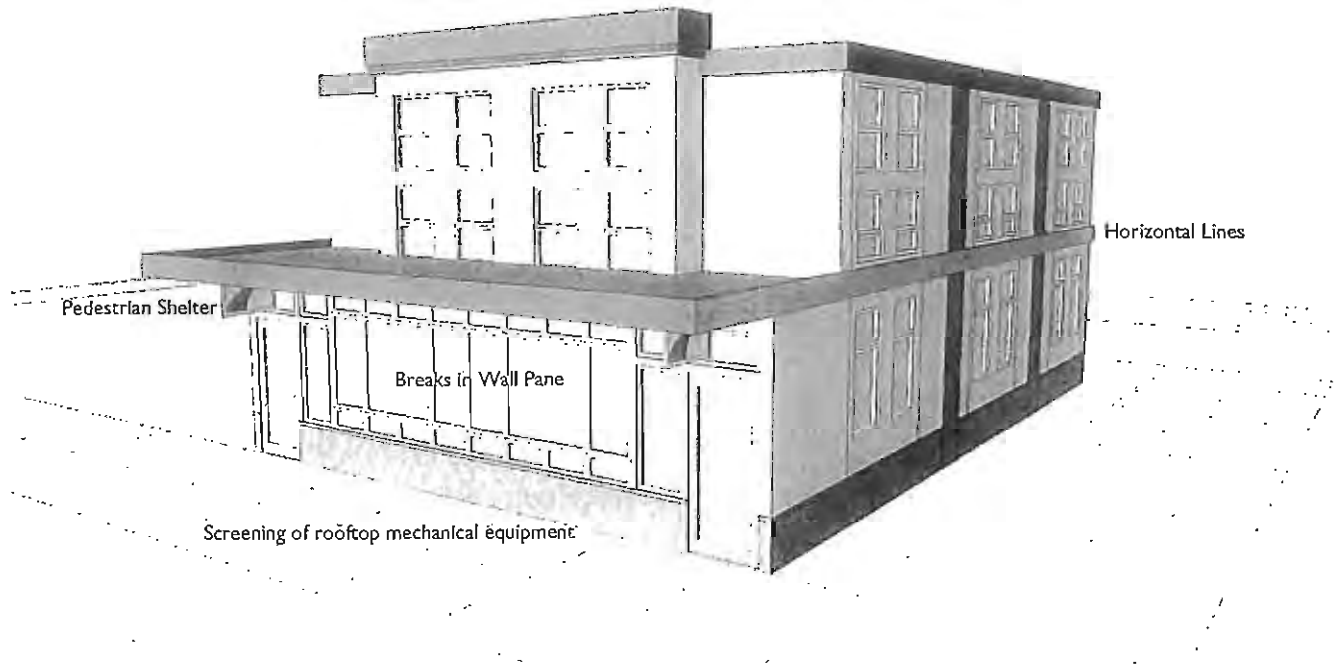 Horizontal Lines
Pedestrian Shelter
Breaks in Wall Pane
Screening of rooftop mechanical equipment